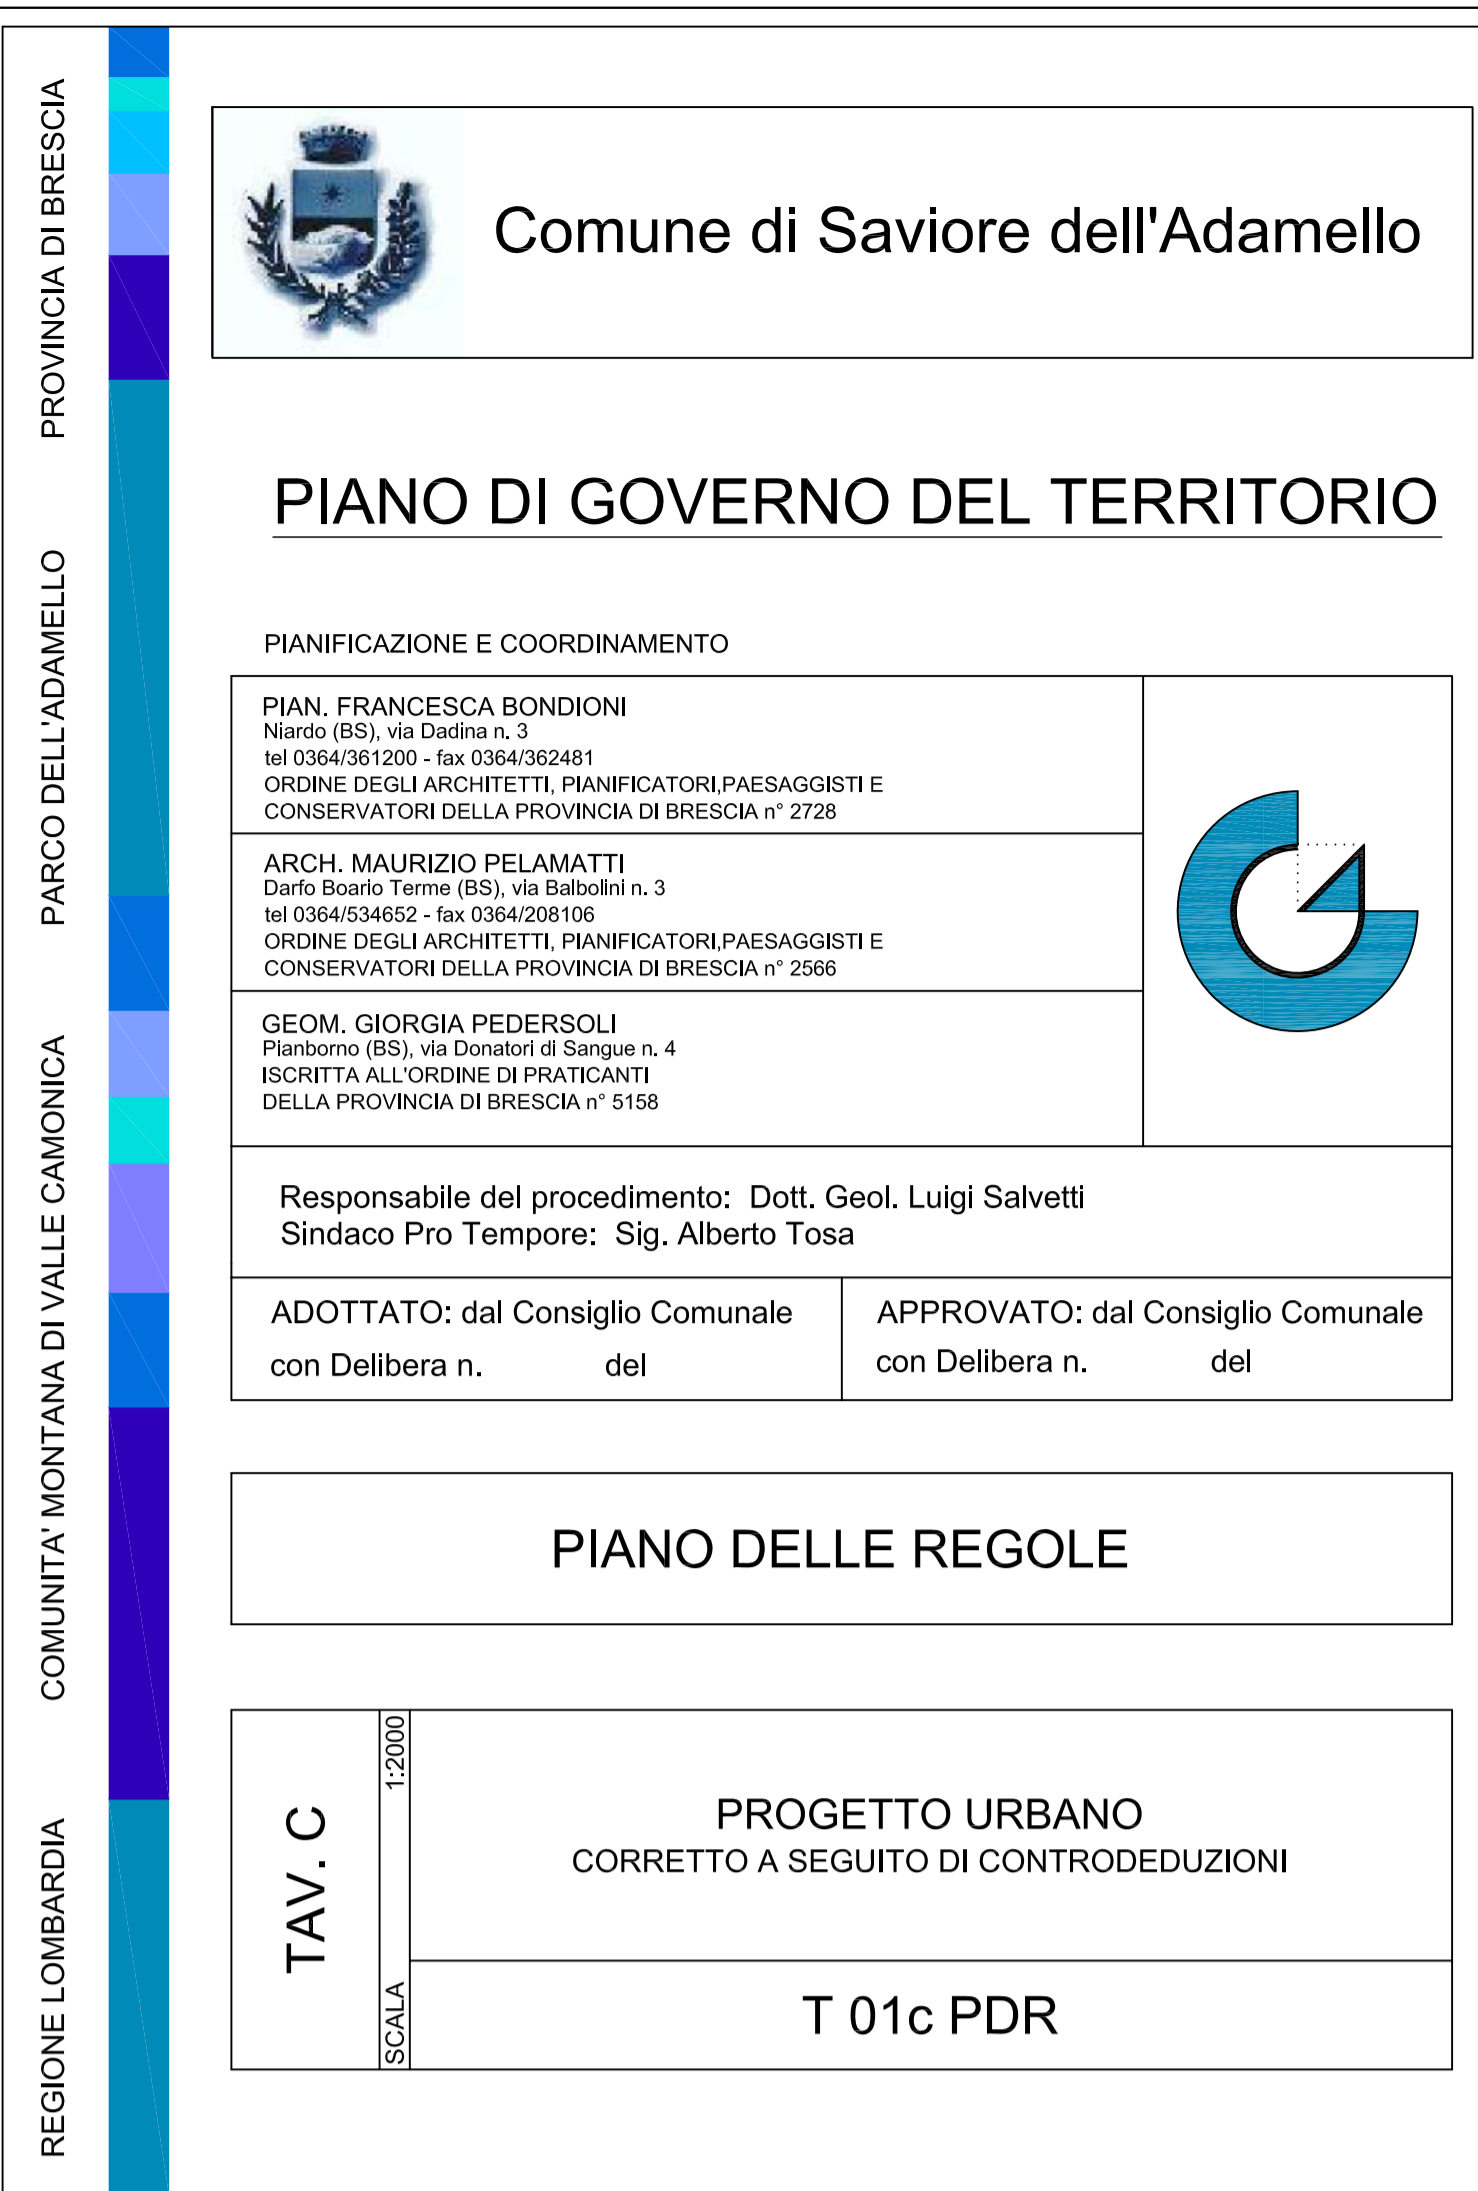 PROVINCIA DI BRESCIA
PARCO DELL'ADAMELLO
COMUNITA' MONTANA DI VALLE CAMONICA
REGIONE LOMBARDIA
Comune di Saviore dell'Adamello
PIANO DI GOVERNO DEL TERRITORIO
PIANIFICAZIONE E COORDINAMENTO
PIAN. FRANCESCA BONDIONI
Niardo (BS), via Dadina n. 3
tel 0364/361200 - fax 0364/362481
ORDINE DEGLI ARCHITETTI, PIANIFICATORI,PAESAGGISTI E
CONSERVATORI DELLA PROVINCIA DI BRESCIA n° 2728
ARCH. MAURIZIO PELAMATTI
Darfo Boario Terme (BS), via Balbolini n. 3
tel 0364/534652 - fax 0364/208106
ORDINE DEGLI ARCHITETTI, PIANIFICATORI,PAESAGGISTI E
CONSERVATORI DELLA PROVINCIA DI BRESCIA n° 2566
GEOM. GIORGIA PEDERSOLI
Pianborno (BS), via Donatori di Sangue n. 4
ISCRITTA ALL'ORDINE DI PRATICANTI
DELLA PROVINCIA DI BRESCIA n° 5158
Responsabile del procedimento: Dott. Geol. Luigi Salvetti
Sindaco Pro Tempore: Sig. Alberto Tosa
ADOTTATO: dal Consiglio Comunale
con Delibera n. del
APPROVATO: dal Consiglio Comunale
con Delibera n. del
PIANO DELLE REGOLE
TAV. C
SCALA 1:2000
PROGETTO URBANO
CORRETTO A SEGUITO DI CONTRODEDUZIONI
T 01c PDR